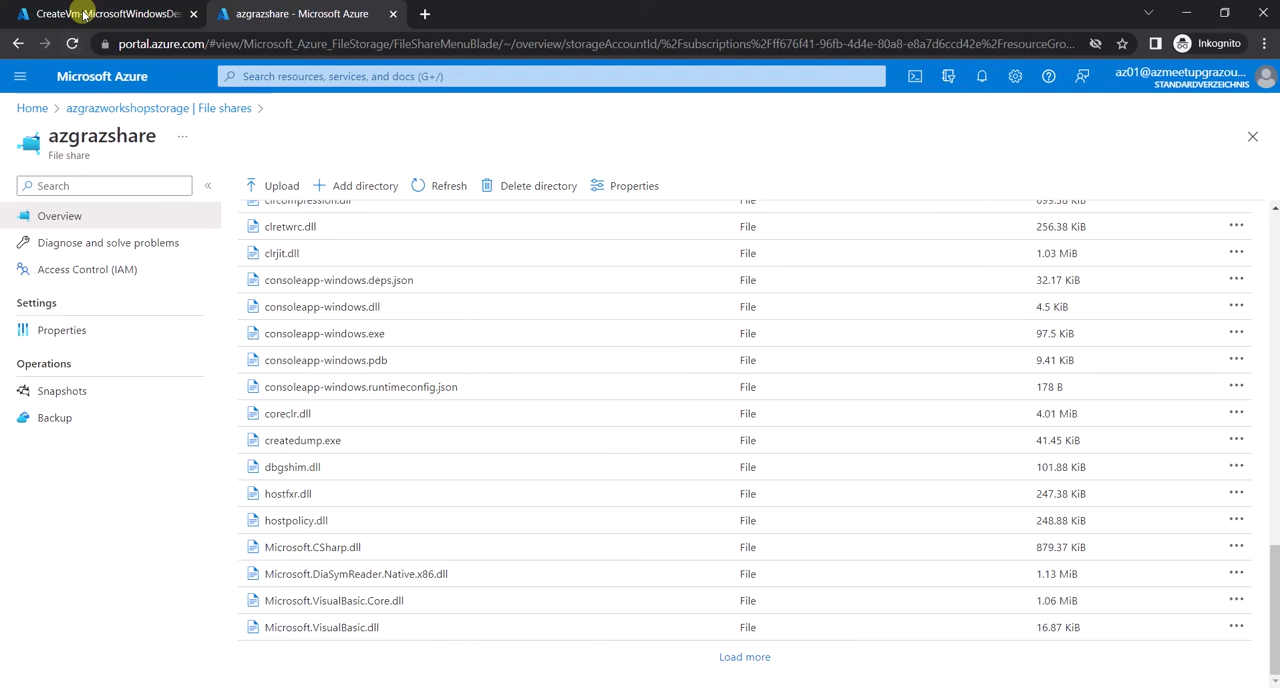 CreateVm-MicrosoftWindowsDes
azgrazshare - Microsoft Azure
portal.azure.com/#view/Microsoft_Azure_FileStorage/FileShareMenuBlade/~/overview/storageAccountId/%2Fsubscriptions%2Fff676f41-96fb-4d4e-80a8-e8a7d6ccd42e%2FresourceGro...
Inkognito
Microsoft Azure
Search resources, services, and docs (G+/)
az01@azmeetupgrazou...
STANDARDVERZEICHNIS
Home > azgrazworkshopstorage | File shares >
azgrazshare ...
File share
Search «
Upload Add directory Refresh Delete directory Properties
Overview
Diagnose and solve problems
Access Control (IAM)
Settings
Properties
Operations
Snapshots
Backup
clrcompression.dll File 699.38 KiB
clretwrc.dll File 256.38 KiB
clrjit.dll File 1.03 MiB
consoleapp-windows.deps.json File 32.17 KiB
consoleapp-windows.dll File 4.5 KiB
consoleapp-windows.exe File 97.5 KiB
consoleapp-windows.pdb File 9.41 KiB
consoleapp-windows.runtimeconfig.json File 178 B
coreclr.dll File 4.01 MiB
createdump.exe File 41.45 KiB
dbgshim.dll File 101.88 KiB
hostfxr.dll File 247.38 KiB
hostpolicy.dll File 248.88 KiB
Microsoft.CSharp.dll File 879.37 KiB
Microsoft.DiaSymReader.Native.x86.dll File 1.13 MiB
Microsoft.VisualBasic.Core.dll File 1.06 MiB
Microsoft.VisualBasic.dll File 16.87 KiB
Load more